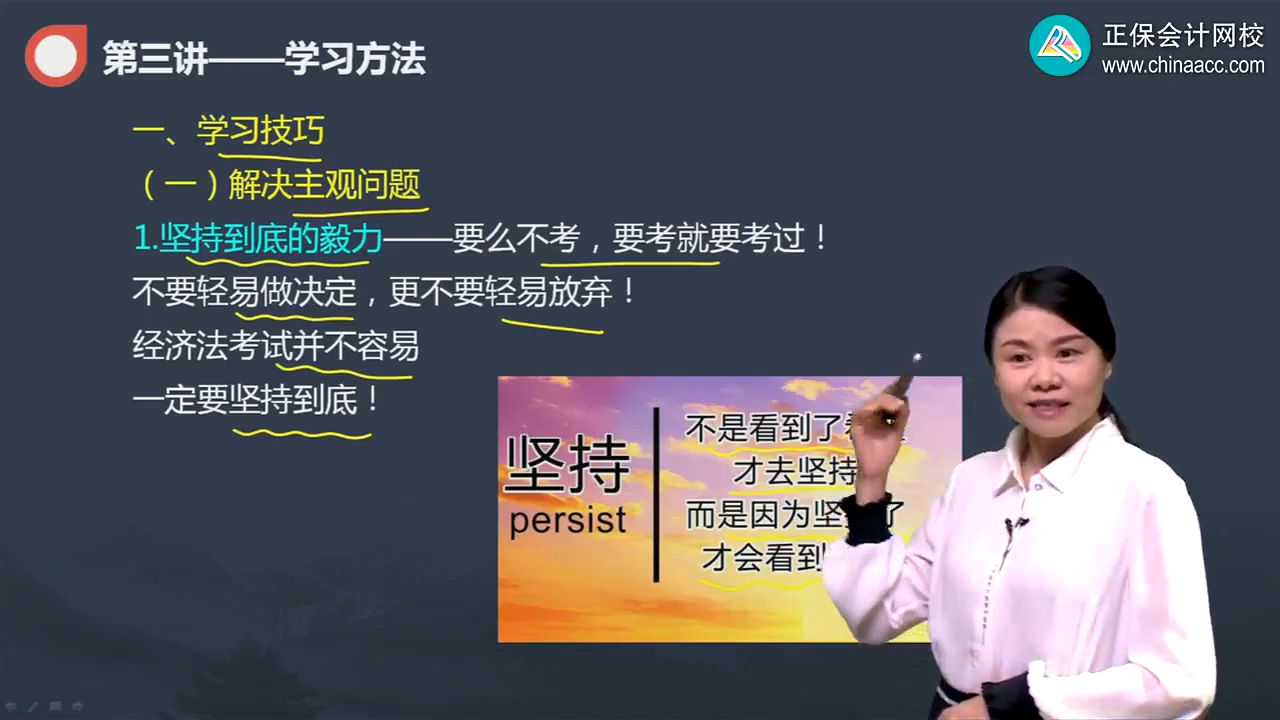 第三讲——学习方法
正保会计网校
www.chinaacc.com
一、学习技巧
（一）解决主观问题
1.坚持到底的毅力——要么不考，要考就要考过！
不要轻易做决定，更不要轻易放弃！
经济法考试并不容易
一定要坚持到底！
坚持
persist
不是看到了
才去坚持
而是因为坚 了
才会看到